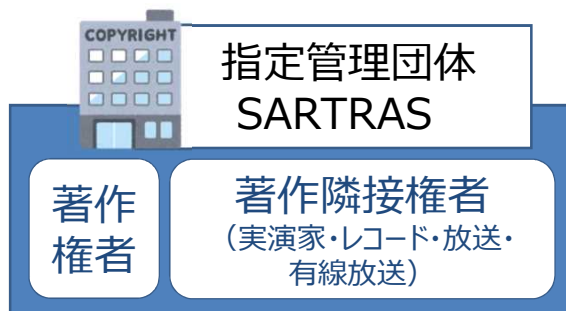 COPYRIGHT
指定管理団体
SARTRAS
著作
権者
著作隣接権者
（実演家・レコード・放送・
有線放送）